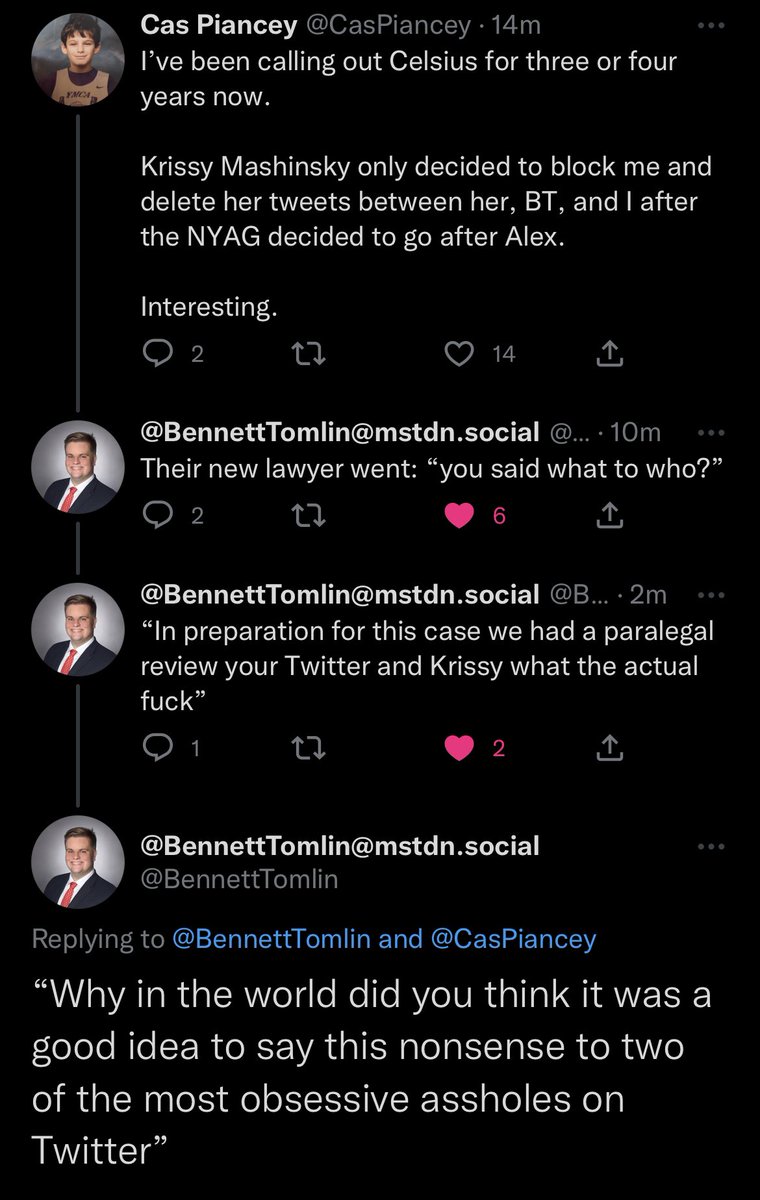 Cas Piancey @CasPiancey · 14m
I’ve been calling out Celsius for three or four
years now.
Krissy Mashinsky only decided to block me and
delete her tweets between her, BT, and I after
the NYAG decided to go after Alex.
Interesting.
2 14
@BennettTomlin@mstdn.social @... · 10m
Their new lawyer went: “you said what to who?”
2 6
@BennettTomlin@mstdn.social @B... · 2m
“In preparation for this case we had a paralegal
review your Twitter and Krissy what the actual
fuck”
1 2
@BennettTomlin@mstdn.social
@BennettTomlin
Replying to @BennettTomlin and @CasPiancey
“Why in the world did you think it was a
good idea to say this nonsense to two
of the most obsessive assholes on
Twitter”
YMCA